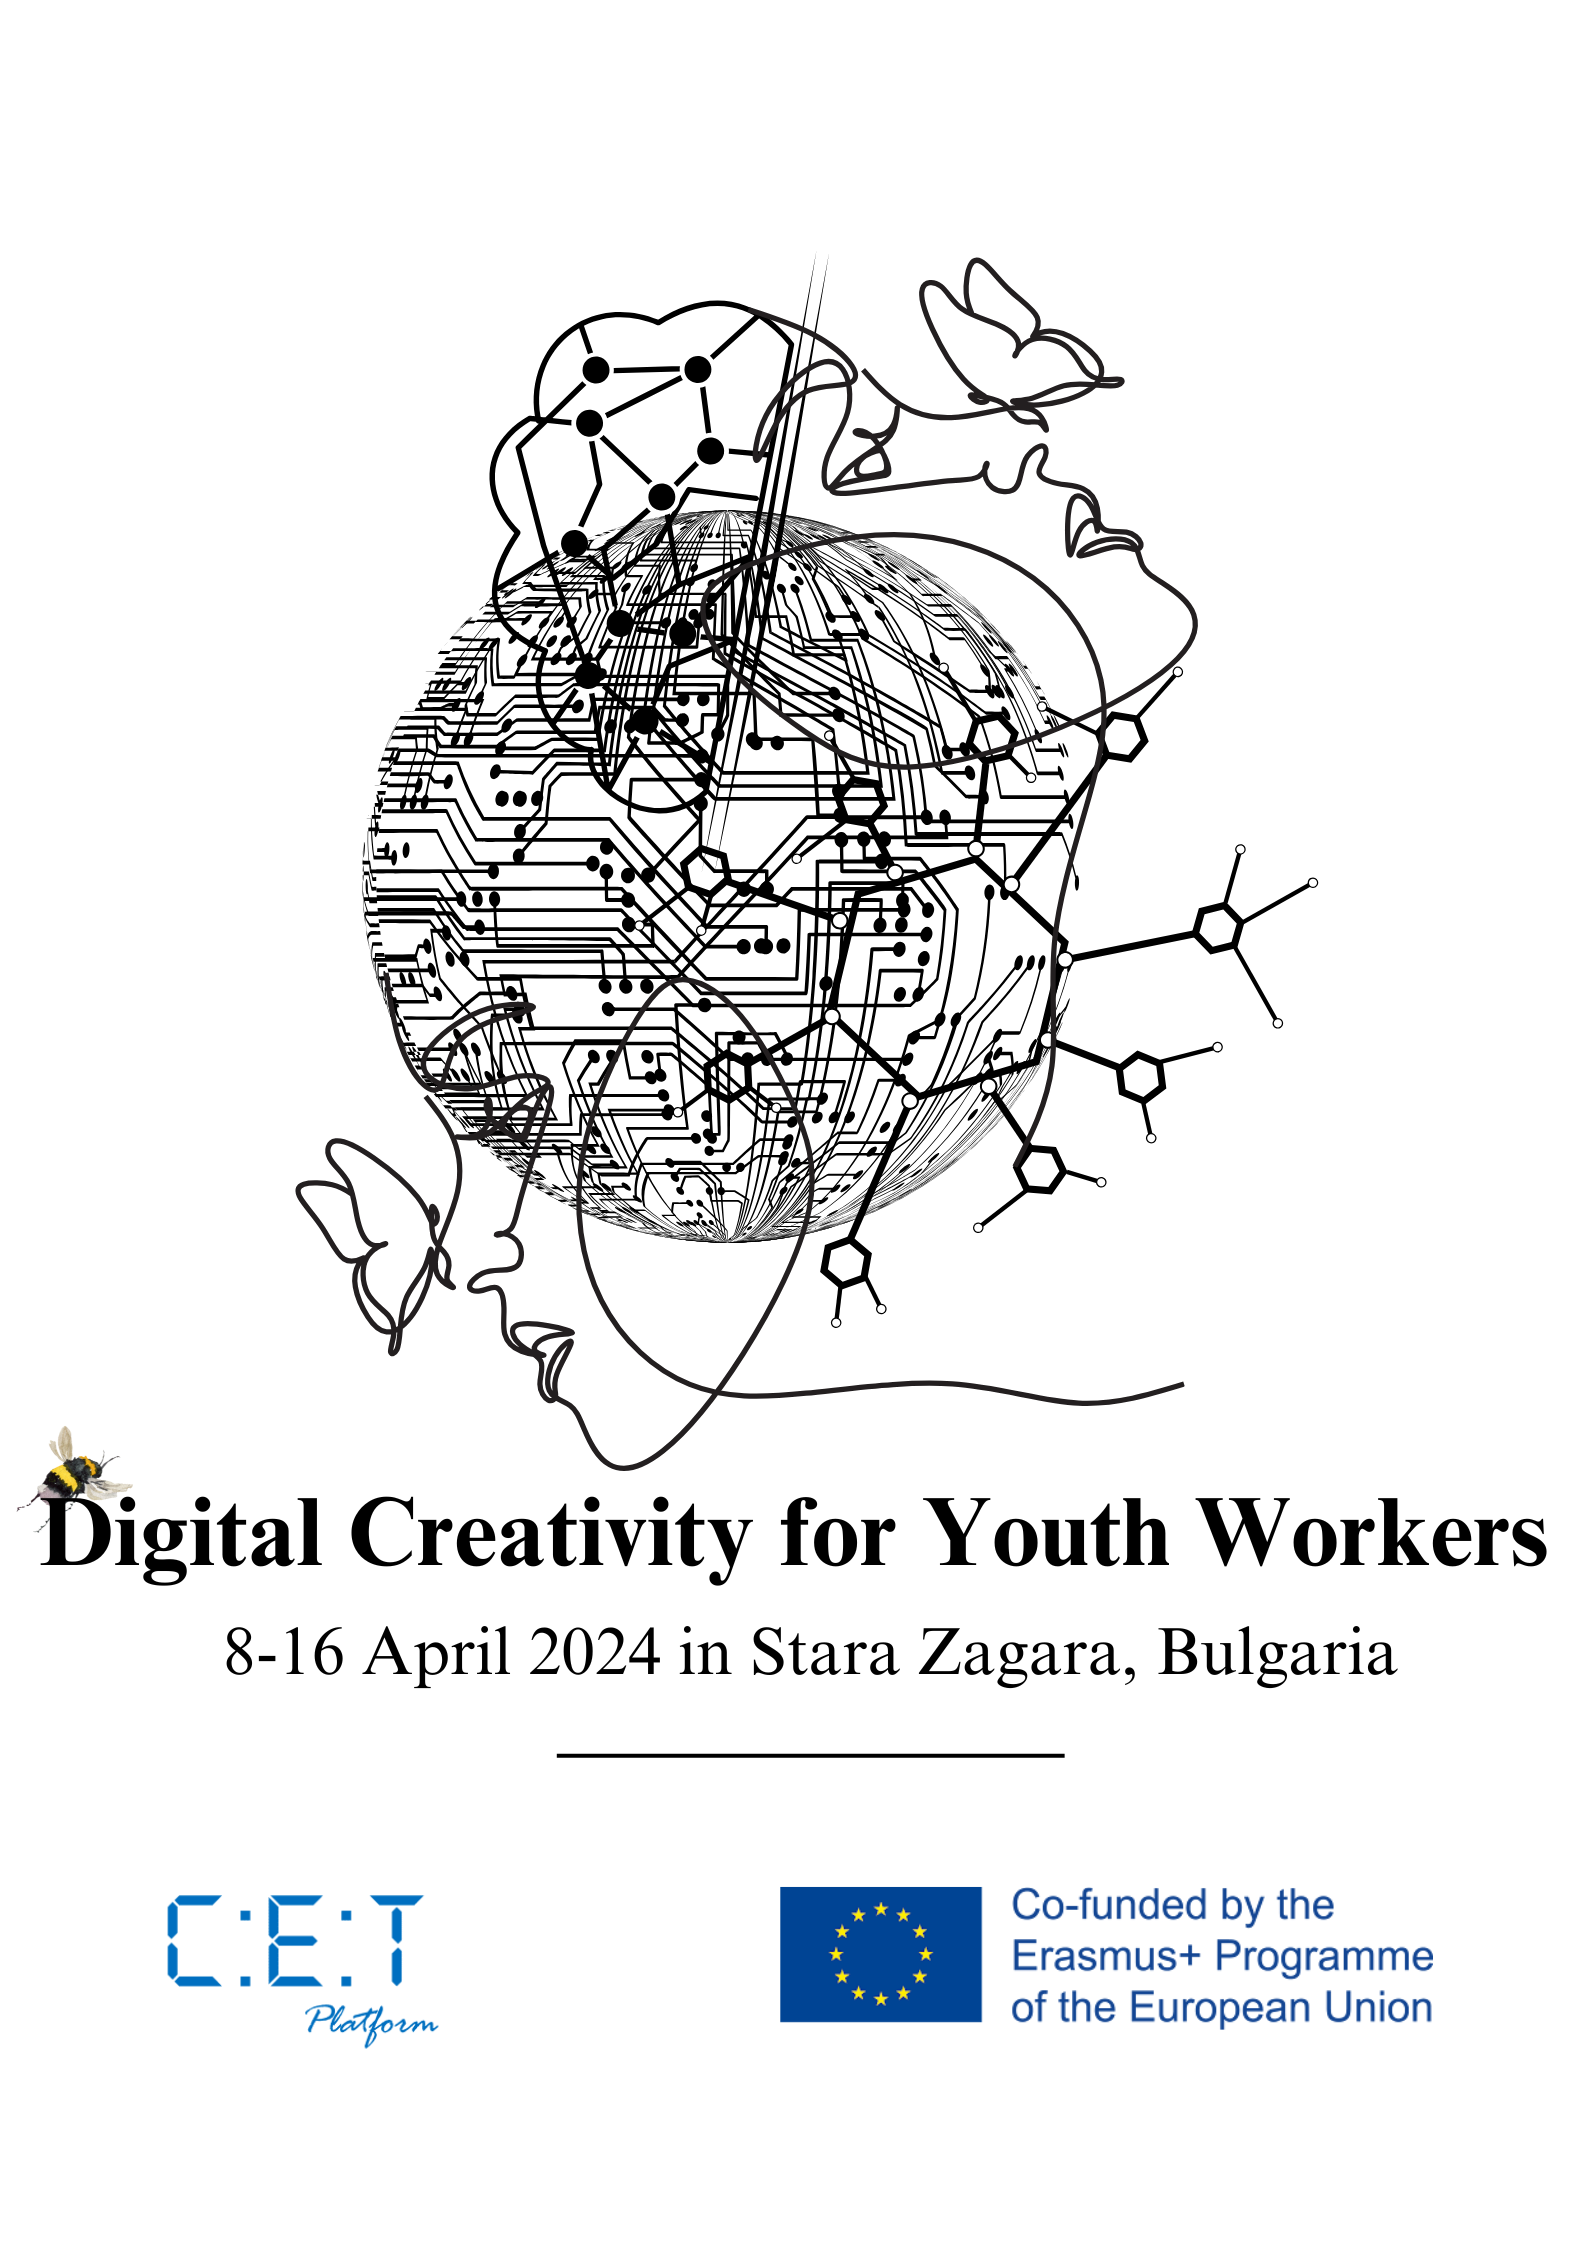 Digital Creativity for Youth Workers
8-16 April 2024 in Stara Zagara, Bulgaria
C:E:T
Platform
Co-funded by the
Erasmus+ Programme
of the European Union